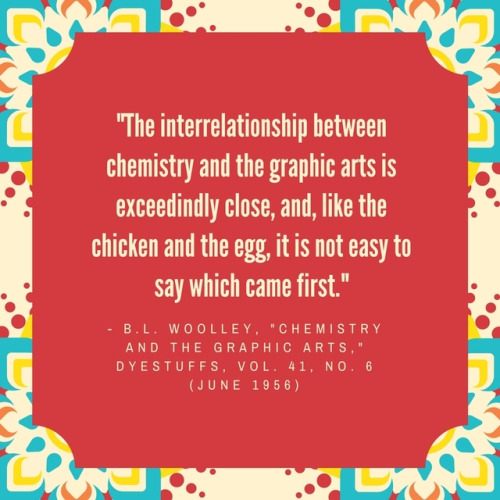 "The interrelationship between
chemistry and the graphic arts is
exceedindly close, and, like the
chicken and the egg, it is not easy to
say which came first."
- B.L. WOOLLEY, "CHEMISTRY
AND THE GRAPHIC ARTS,"
DYESTUFFS, VOL. 41, NO. 6
(JUNE 1956)